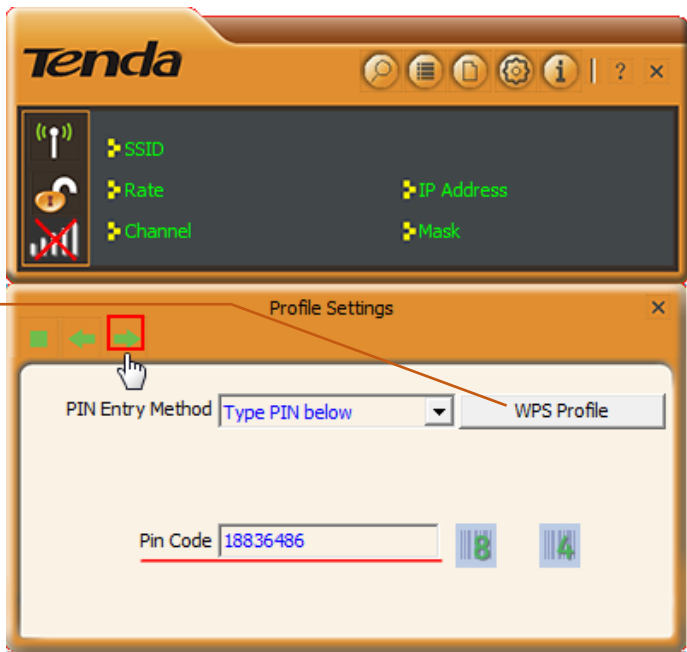 Tenda
i | ? ×
SSID
Rate
IP Address
Channel
Mask
Profile Settings ×
PIN Entry Method Type PIN below WPS Profile
Pin Code 18836486 8 4